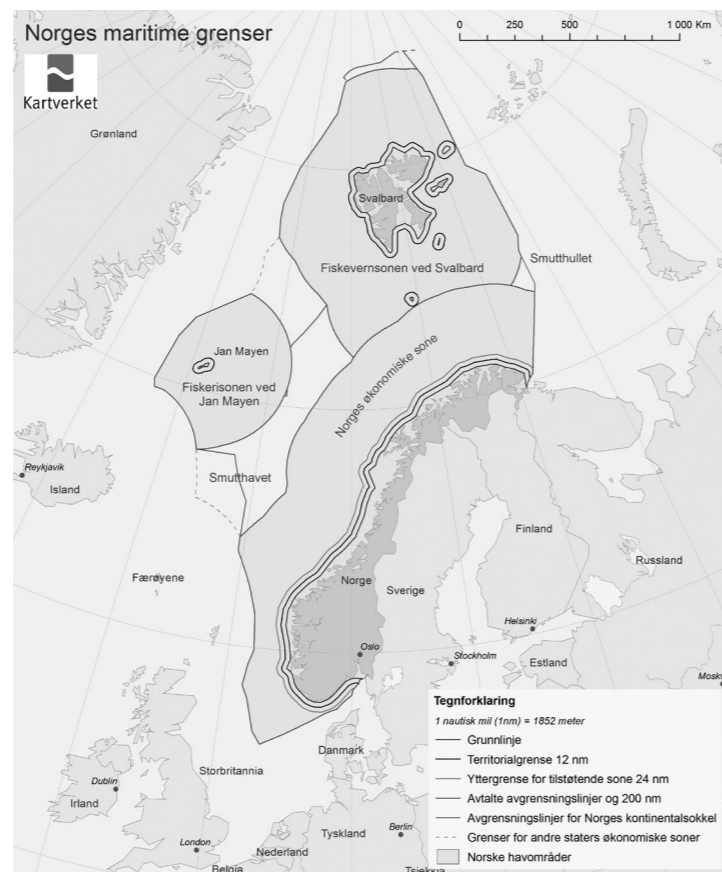 Norges maritime grenser
Kartverket
0 250 500 1 000 Km
Grønland
Svalbard
Fiskevernsonen ved Svalbard
Smutthullet
Jan Mayen
Fiskerisonen ved
Jan Mayen
Norges økonomiske sone
Reykjavik
Island
Smutthavet
Finland
Russland
Færøyene
Norge
Sverige
Helsinki
Oslo
Stockholm
Estland
Moskv
Danmark
Storbritannia
Dublin
Irland
London
Tyskland
Berlin
Nederland
Belgia
Tsjekkia
Tegnforklaring
1 nautisk mil (1nm) = 1852 meter
Grunnlinje
Territorialgrense 12 nm
Yttergrense for tilstøtende sone 24 nm
Avtalte avgrensningslinjer og 200 nm
Avgrensningslinjer for Norges kontinentalsokkel
Grenser for andre staters økonomiske soner
Norske havområder